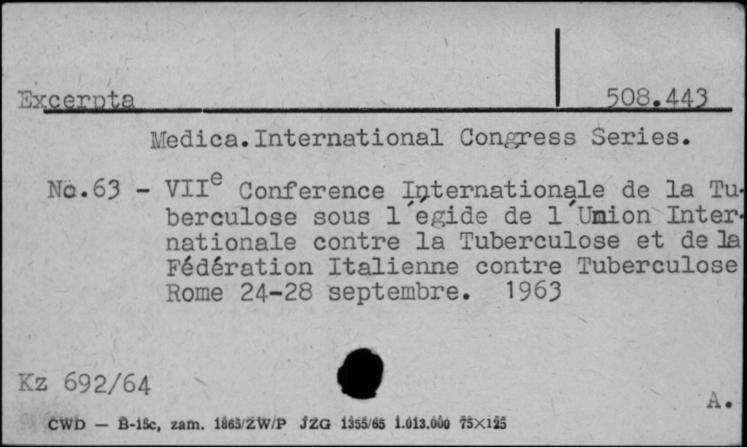 Excerpta 508.443
Medica.International Congress Series.
No.63 - VIIe Conference Internationale de la Tu-
berculose sous l'égide de l'Union Inter-
nationale contre la Tuberculose et de la
Fédération Italienne contre Tuberculose
Rome 24-28 septembre. 1963
Kz 692/64
A.
CWD — B-15c, zam. 1865/ZW/P JZG 1355/65 1.013.000 75×125